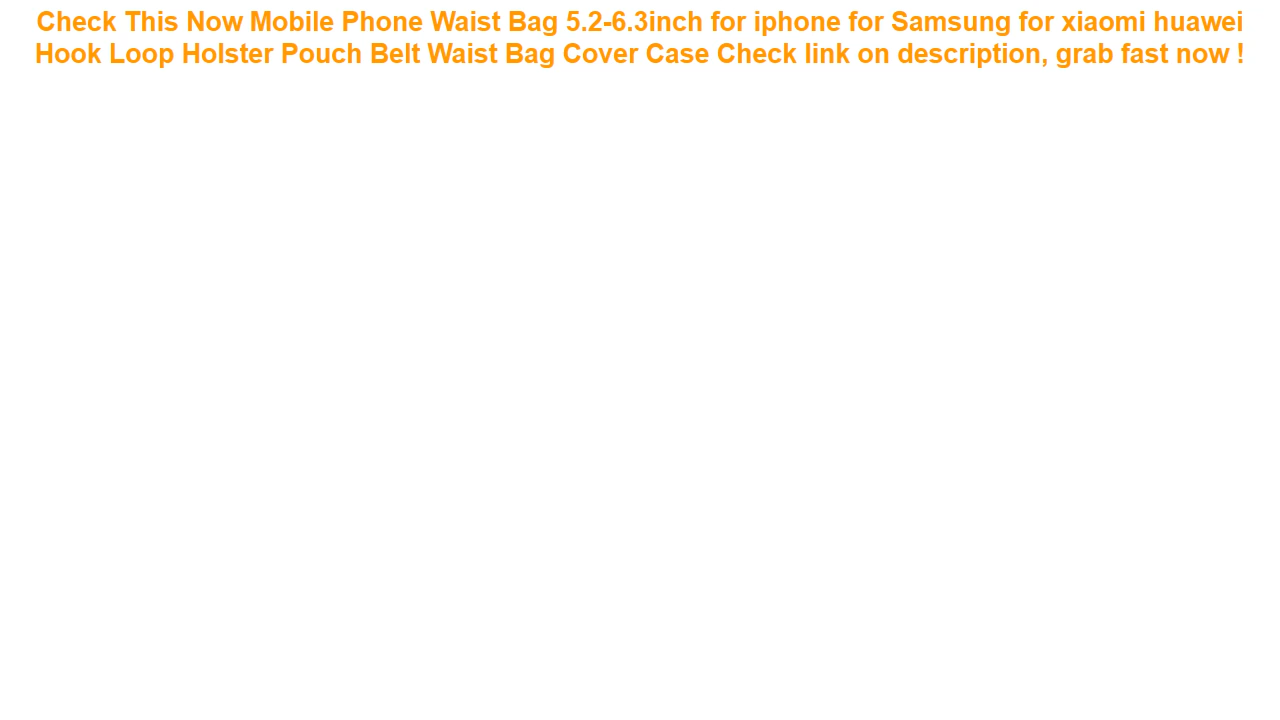 Check This Now Mobile Phone Waist Bag 5.2-6.3inch for iphone for Samsung for xiaomi huawei
Hook Loop Holster Pouch Belt Waist Bag Cover Case Check link on description, grab fast now !